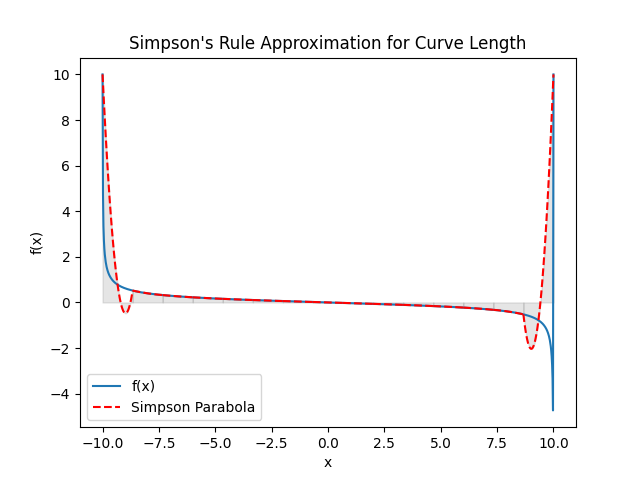 Simpson's Rule Approximation for Curve Length
10
8
6
4
2
0
−2
−4
f(x)
f(x)
Simpson Parabola
−10.0 −7.5 −5.0 −2.5 0.0 2.5 5.0 7.5 10.0
x